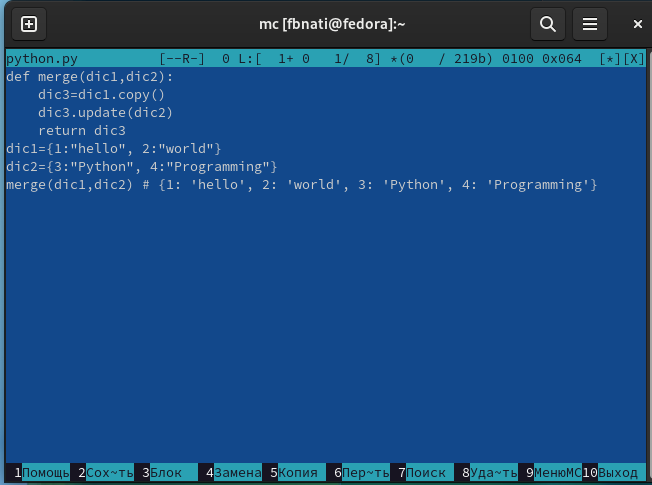 mc [fbnati@fedora]:~
python.py [--R-] 0 L:[ 1+ 0 1/ 8] *(0 / 219b) 0100 0x064 [*][X]
def merge(dic1,dic2):
    dic3=dic1.copy()
    dic3.update(dic2)
    return dic3
dic1={1:"hello", 2:"world"}
dic2={3:"Python", 4:"Programming"}
merge(dic1,dic2) # {1: 'hello', 2: 'world', 3: 'Python', 4: 'Programming'}
1Помощь 2Сох~ть 3Блок 4Замена 5Копия 6Пер~ть 7Поиск 8Уда~ть 9МенюMC 10Выход